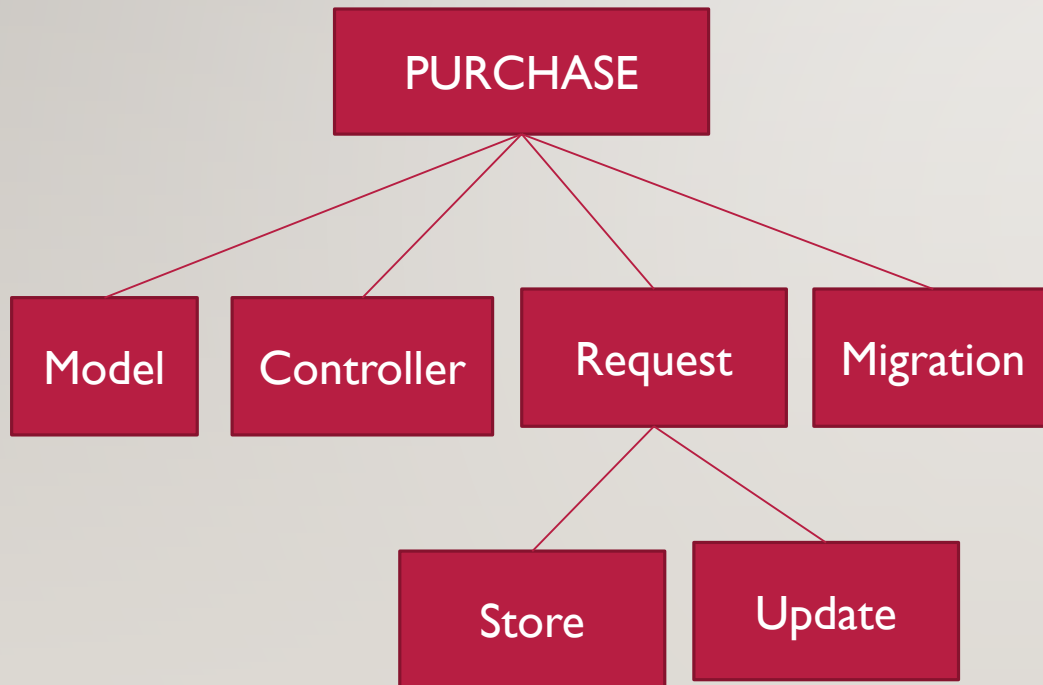 PURCHASE
Model
Controller
Request
Migration
Store
Update